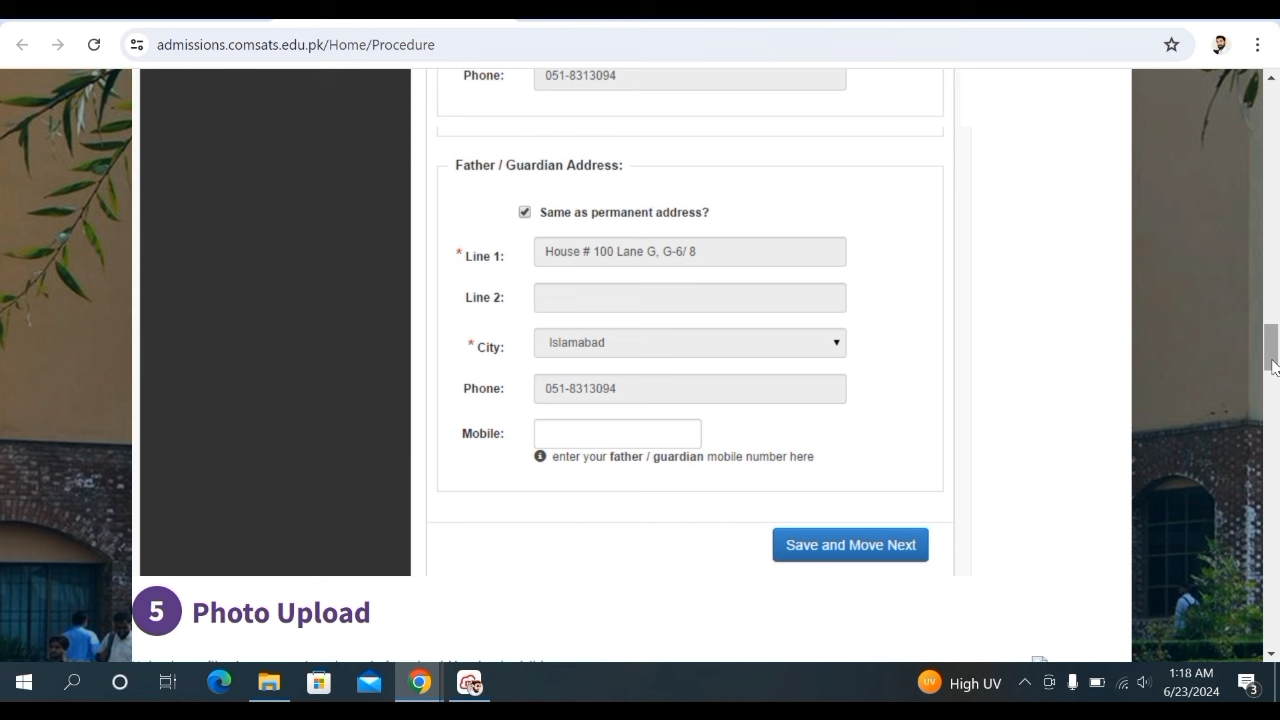 admissions.comsats.edu.pk/Home/Procedure
Phone: 051-8313094
Father / Guardian Address:
Same as permanent address?
* Line 1: House # 100 Lane G, G-6/ 8
Line 2:
* City: Islamabad
Phone: 051-8313094
Mobile:
enter your father / guardian mobile number here
Save and Move Next
5 Photo Upload
UV High UV
1:18 AM
6/23/2024
3